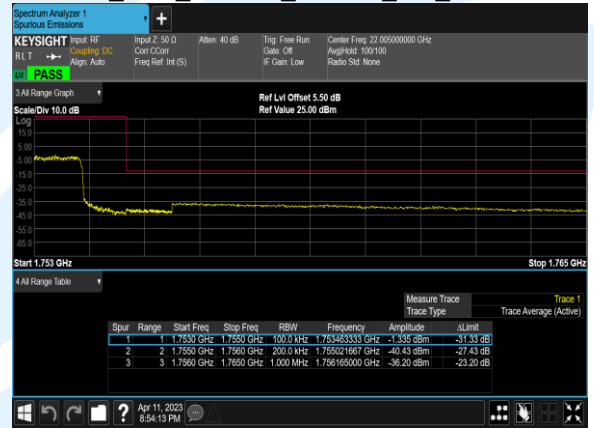 Spectrum Analyzer 1
Spurious Emissions
KEYSIGHT Input: RF Input Z: 50 Ω Atten: 40 dB Trig: Free Run Center Freq: 22.005000000 GHz
RLT Coupling: DC Corr CCorr Gate: Off Avg|Hold: 100/100
Align: Auto Freq Ref: Int (S) IF Gain: Low Radio Std: None
PASS
3 All Range Graph
Ref Lvl Offset 5.50 dB
Scale/Div 10.0 dB Ref Value 25.00 dBm
Log
15.0
5.00
-5.00
-15.0
-25.0
-35.0
-45.0
-55.0
-65.0
Start 1.753 GHz Stop 1.765 GHz
4 All Range Table
Measure Trace Trace 1
Trace Type Trace Average (Active)
Spur Range Start Freq Stop Freq RBW Frequency Amplitude ΔLimit
1 1 1.7530 GHz 1.7550 GHz 100.0 kHz 1.753463333 GHz -1.335 dBm -31.33 dB
2 2 1.7550 GHz 1.7560 GHz 200.0 kHz 1.755021667 GHz -40.43 dBm -27.43 dB
3 3 1.7560 GHz 1.7650 GHz 1.000 MHz 1.756165000 GHz -36.20 dBm -23.20 dB
Apr 11, 2023
8:54:13 PM